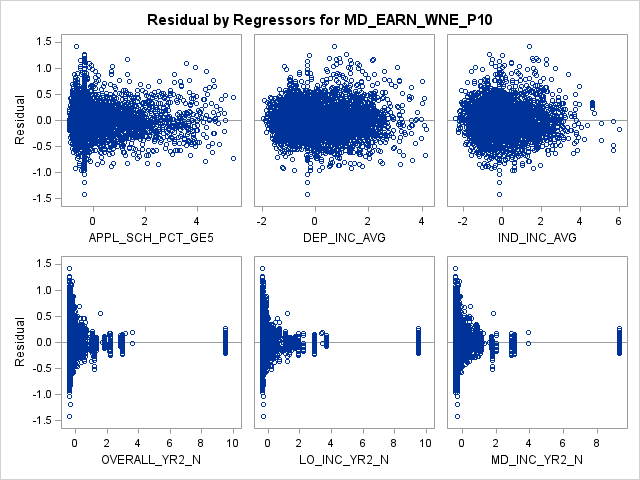 Residual by Regressors for MD_EARN_WNE_P10
1.5
1.0
0.5
0.0
-0.5
-1.0
-1.5
Residual
0 2 4
APPL_SCH_PCT_GE5
-2 0 2 4
DEP_INC_AVG
-2 0 2 4 6
IND_INC_AVG
1.5
1.0
0.5
0.0
-0.5
-1.0
-1.5
Residual
0 2 4 6 8 10
OVERALL_YR2_N
0 2 4 6 8 10
LO_INC_YR2_N
0 2 4 6 8
MD_INC_YR2_N